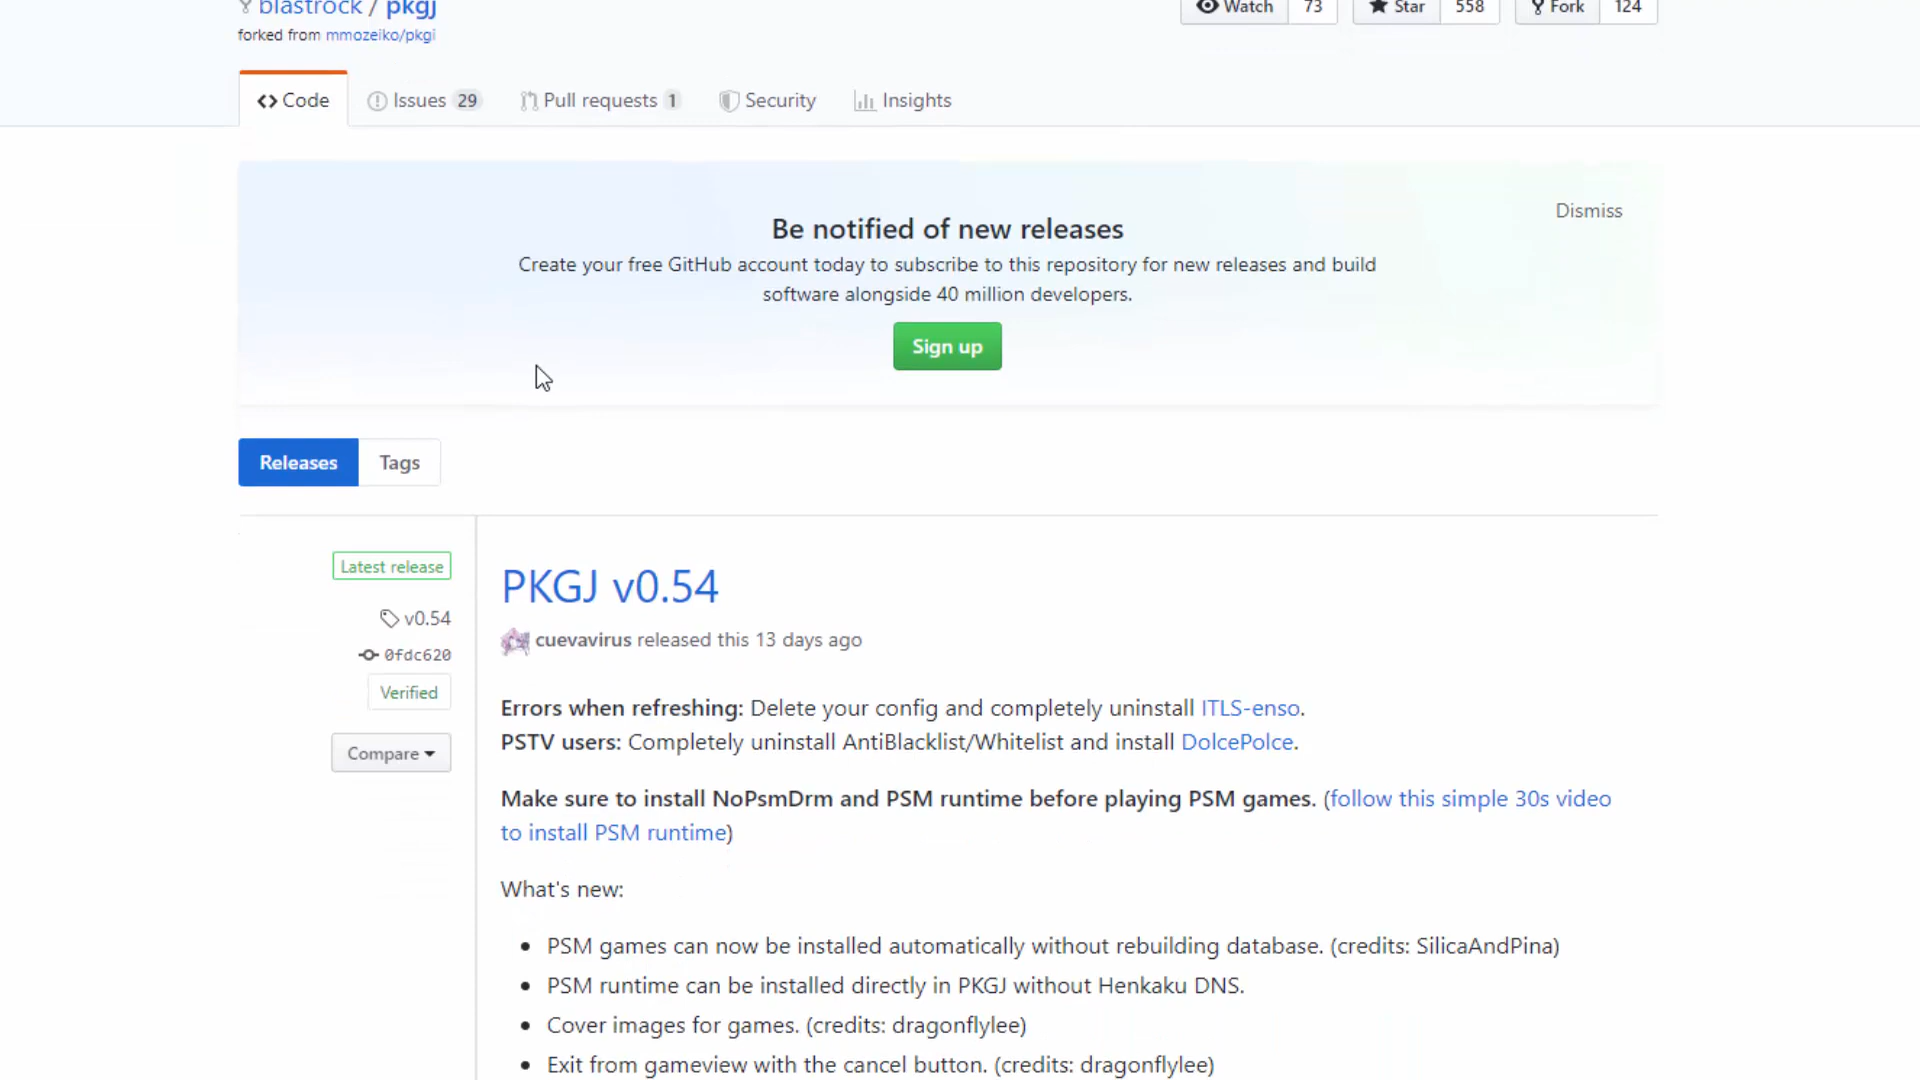 blastrock / pkgj
Watch 73 Star 558 Fork 124
forked from mmozeiko/pkgi
Code Issues 29 Pull requests 1 Security Insights
Be notified of new releases
Dismiss
Create your free GitHub account today to subscribe to this repository for new releases and build
software alongside 40 million developers.
Sign up
Releases Tags
Latest release
v0.54
0fdc620
Verified
Compare
PKGJ v0.54
cuevavirus released this 13 days ago
Errors when refreshing: Delete your config and completely uninstall ITLS-enso.
PSTV users: Completely uninstall AntiBlacklist/Whitelist and install DolcePolce.
Make sure to install NoPsmDrm and PSM runtime before playing PSM games. (follow this simple 30s video
to install PSM runtime)
What's new:
• PSM games can now be installed automatically without rebuilding database. (credits: SilicaAndPina)
• PSM runtime can be installed directly in PKGJ without Henkaku DNS.
• Cover images for games. (credits: dragonflylee)
• Exit from gameview with the cancel button. (credits: dragonflylee)